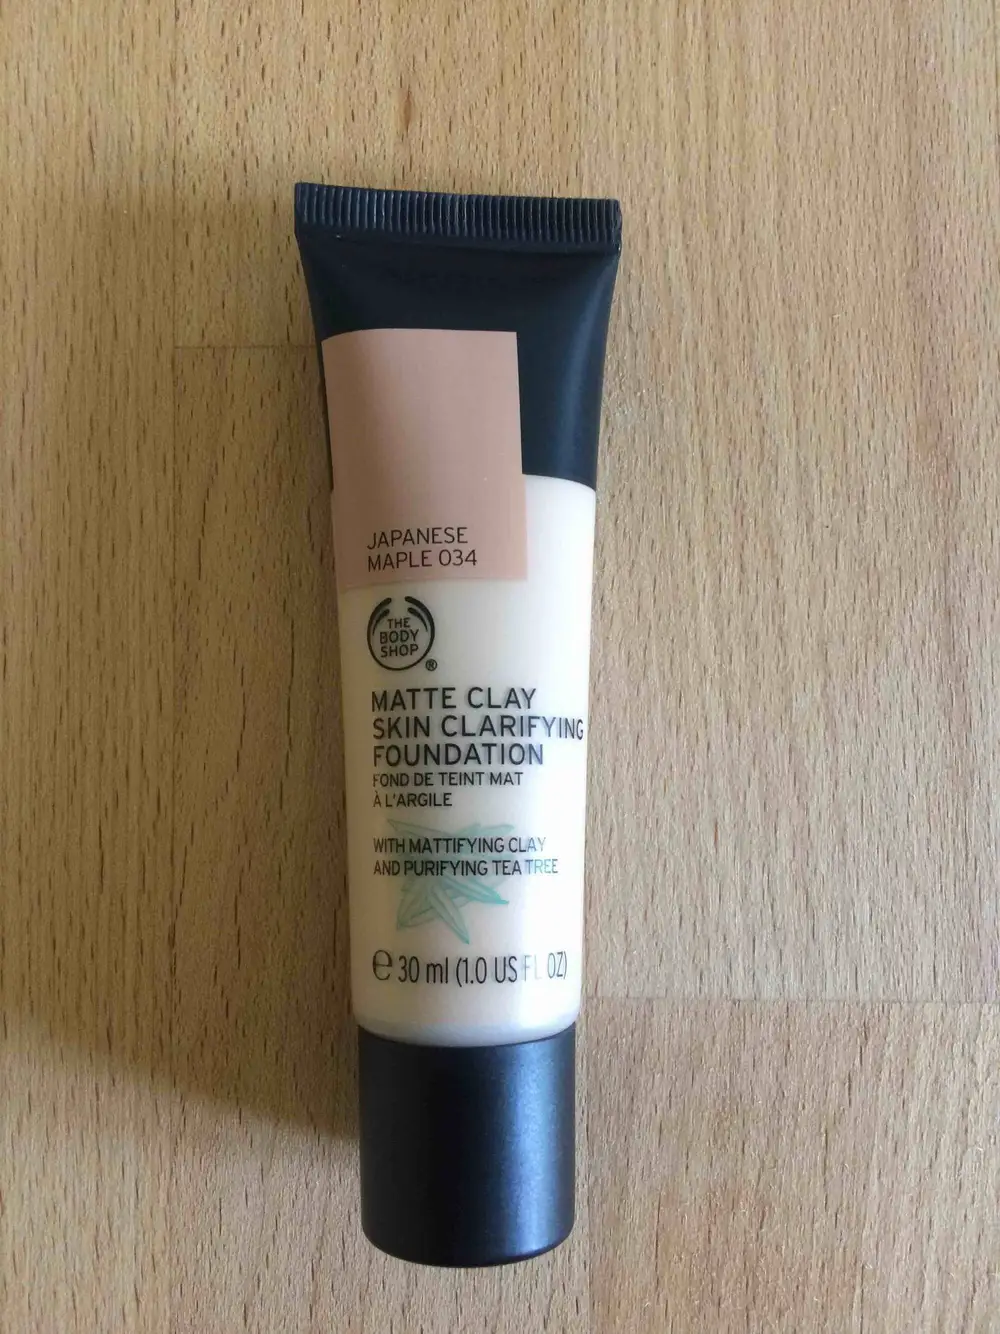 JAPANESE
MAPLE 034
THE
BODY
SHOP
®
MATTE CLAY
SKIN CLARIFYING
FOUNDATION
FOND DE TEINT MAT
À L'ARGILE
WITH MATTIFYING CLAY
AND PURIFYING TEA TREE
℮ 30 ml (1.0 US FL OZ)